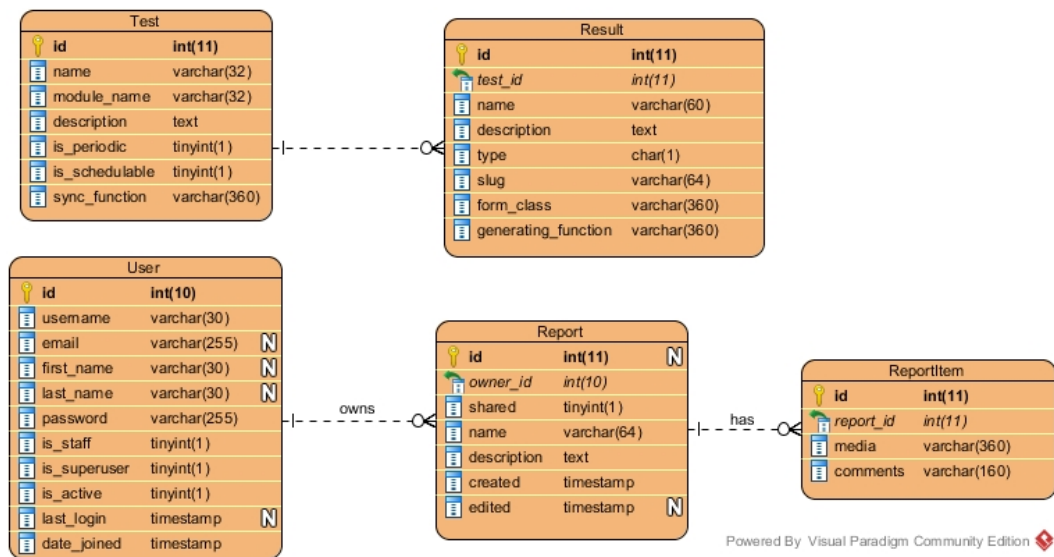 Test
id int(11)
name varchar(32)
module_name varchar(32)
description text
is_periodic tinyint(1)
is_schedulable tinyint(1)
sync_function varchar(360)
Result
id int(11)
test_id int(11)
name varchar(60)
description text
type char(1)
slug varchar(64)
form_class varchar(360)
generating_function varchar(360)
User
id int(10)
username varchar(30)
email varchar(255) N
first_name varchar(30) N
last_name varchar(30) N
password varchar(255)
is_staff tinyint(1)
is_superuser tinyint(1)
is_active tinyint(1)
last_login timestamp N
date_joined timestamp
owns
Report
id int(11) N
owner_id int(10)
shared tinyint(1)
name varchar(64)
description text
created timestamp
edited timestamp N
has
ReportItem
id int(11)
report_id int(11)
media varchar(360)
comments varchar(160)
Powered By Visual Paradigm Community Edition